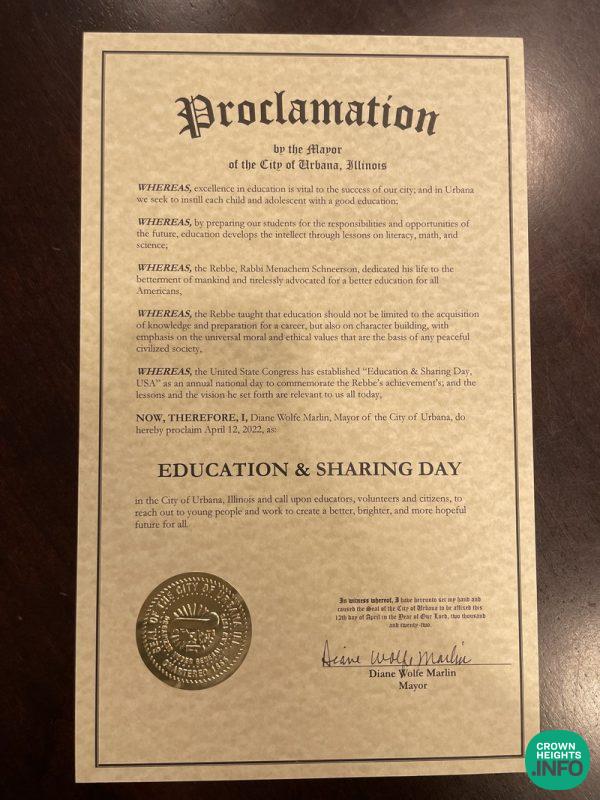 Proclamation
by the Mayor
of the City of Urbana, Illinois
WHEREAS, excellence in education is vital to the success of our city; and in Urbana
we seek to instill each child and adolescent with a good education;
WHEREAS, by preparing our students for the responsibilities and opportunities of
the future, education develops the intellect through lessons on literacy, math, and
science;
WHEREAS, the Rebbe, Rabbi Menachem Schneerson, dedicated his life to the
betterment of mankind and tirelessly advocated for a better education for all
Americans,
WHEREAS, the Rebbe taught that education should not be limited to the acquisition
of knowledge and preparation for a career, but also on character building, with
emphasis on the universal moral and ethical values that are the basis of any peaceful
civilized society,
WHEREAS, the United State Congress has established “Education & Sharing Day,
USA” as an annual national day to commemorate the Rebbe's achievement's; and the
lessons and the vision he set forth are relevant to us all today,
NOW, THEREFORE, I, Diane Wolfe Marlin, Mayor of the City of Urbana, do
hereby proclaim April 12, 2022, as:
EDUCATION & SHARING DAY
in the City of Urbana, Illinois and call upon educators, volunteers and citizens, to
reach out to young people and work to create a better, brighter, and more hopeful
future for all.
In witness whereof, I have hereunto set my hand and
caused the Seal of the City of Urbana to be affixed this
12th day of April in the Year of Our Lord, two thousand
and twenty-two.
Diane Wolfe Marlin
Diane Wolfe Marlin
Mayor
CROWN
HEIGHTS
.INFO